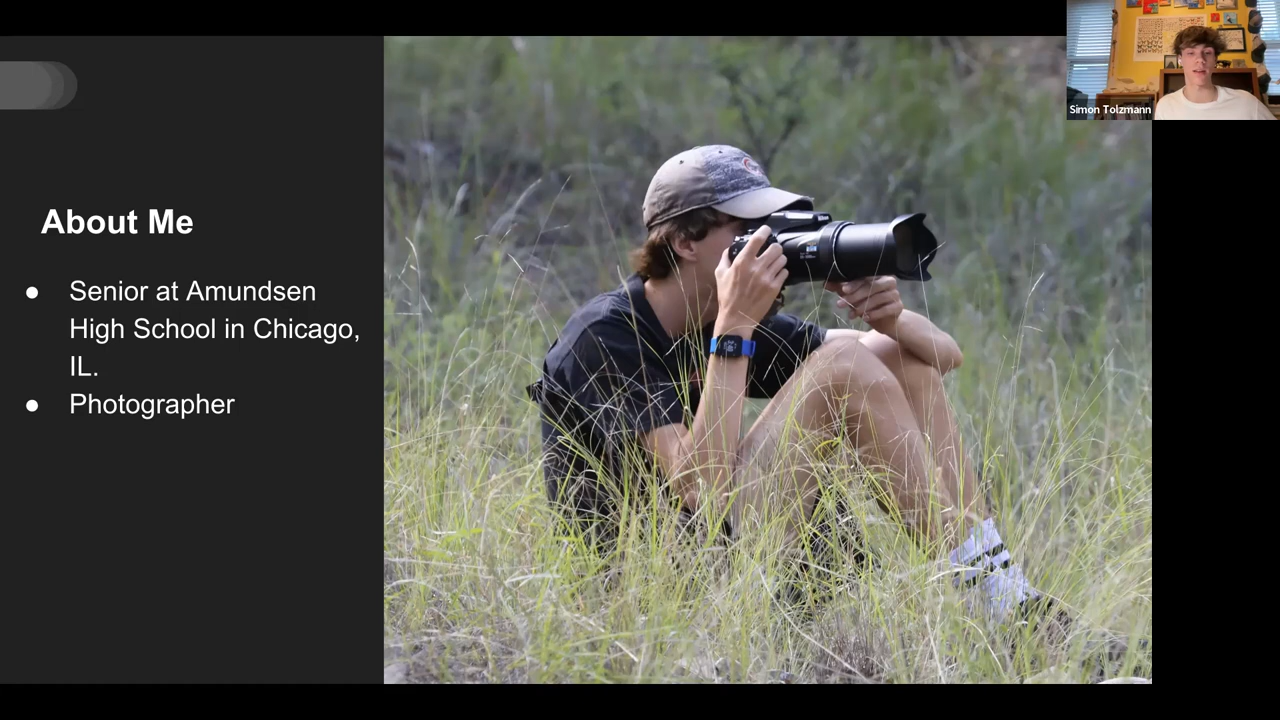 Simon Tolzmann
About Me
● Senior at Amundsen
High School in Chicago,
IL.
● Photographer